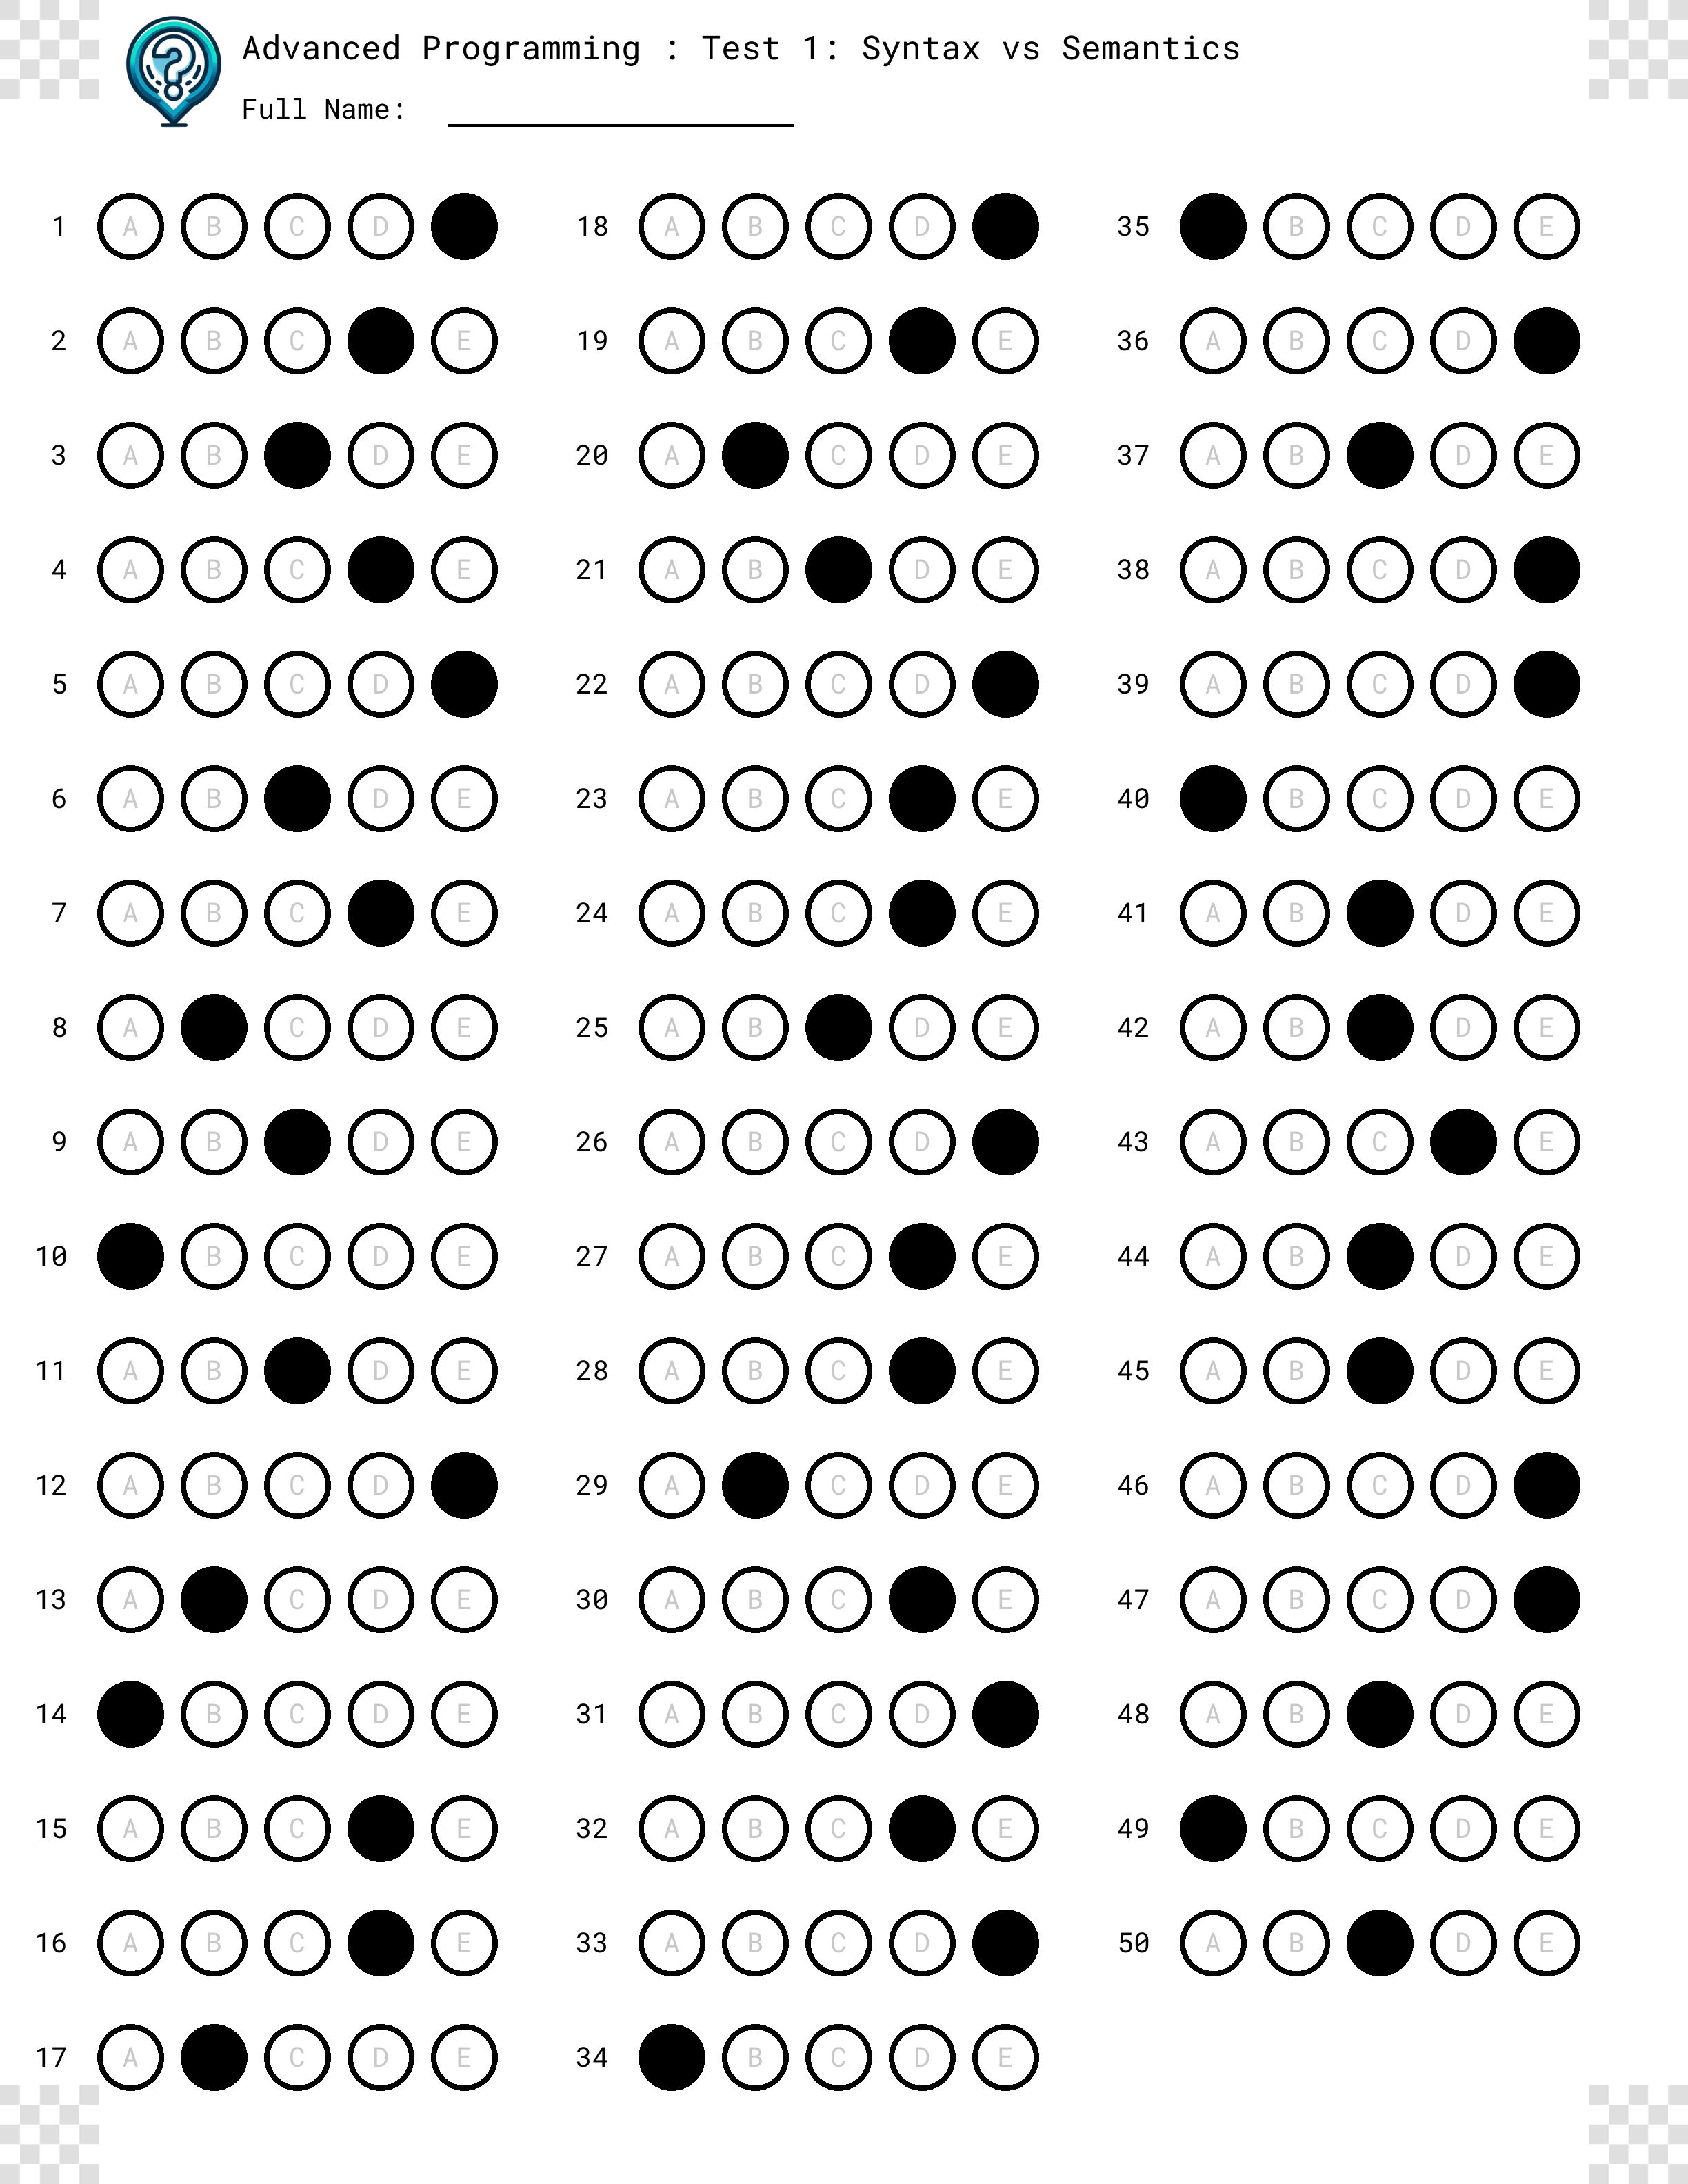 Advanced Programming : Test 1: Syntax vs Semantics
Full Name:
1 A B C D
2 A B C E
3 A B D E
4 A B C E
5 A B C D
6 A B D E
7 A B C E
8 A C D E
9 A B D E
10 B C D E
11 A B D E
12 A B C D
13 A C D E
14 B C D E
15 A B C E
16 A B C E
17 A C D E
18 A B C D
19 A B C E
20 A C D E
21 A B D E
22 A B C D
23 A B C E
24 A B C E
25 A B D E
26 A B C D
27 A B C E
28 A B C E
29 A C D E
30 A B C E
31 A B C D
32 A B C E
33 A B C D
34 B C D E
35 B C D E
36 A B C D
37 A B D E
38 A B C D
39 A B C D
40 B C D E
41 A B D E
42 A B D E
43 A B C E
44 A B D E
45 A B D E
46 A B C D
47 A B C D
48 A B D E
49 B C D E
50 A B D E